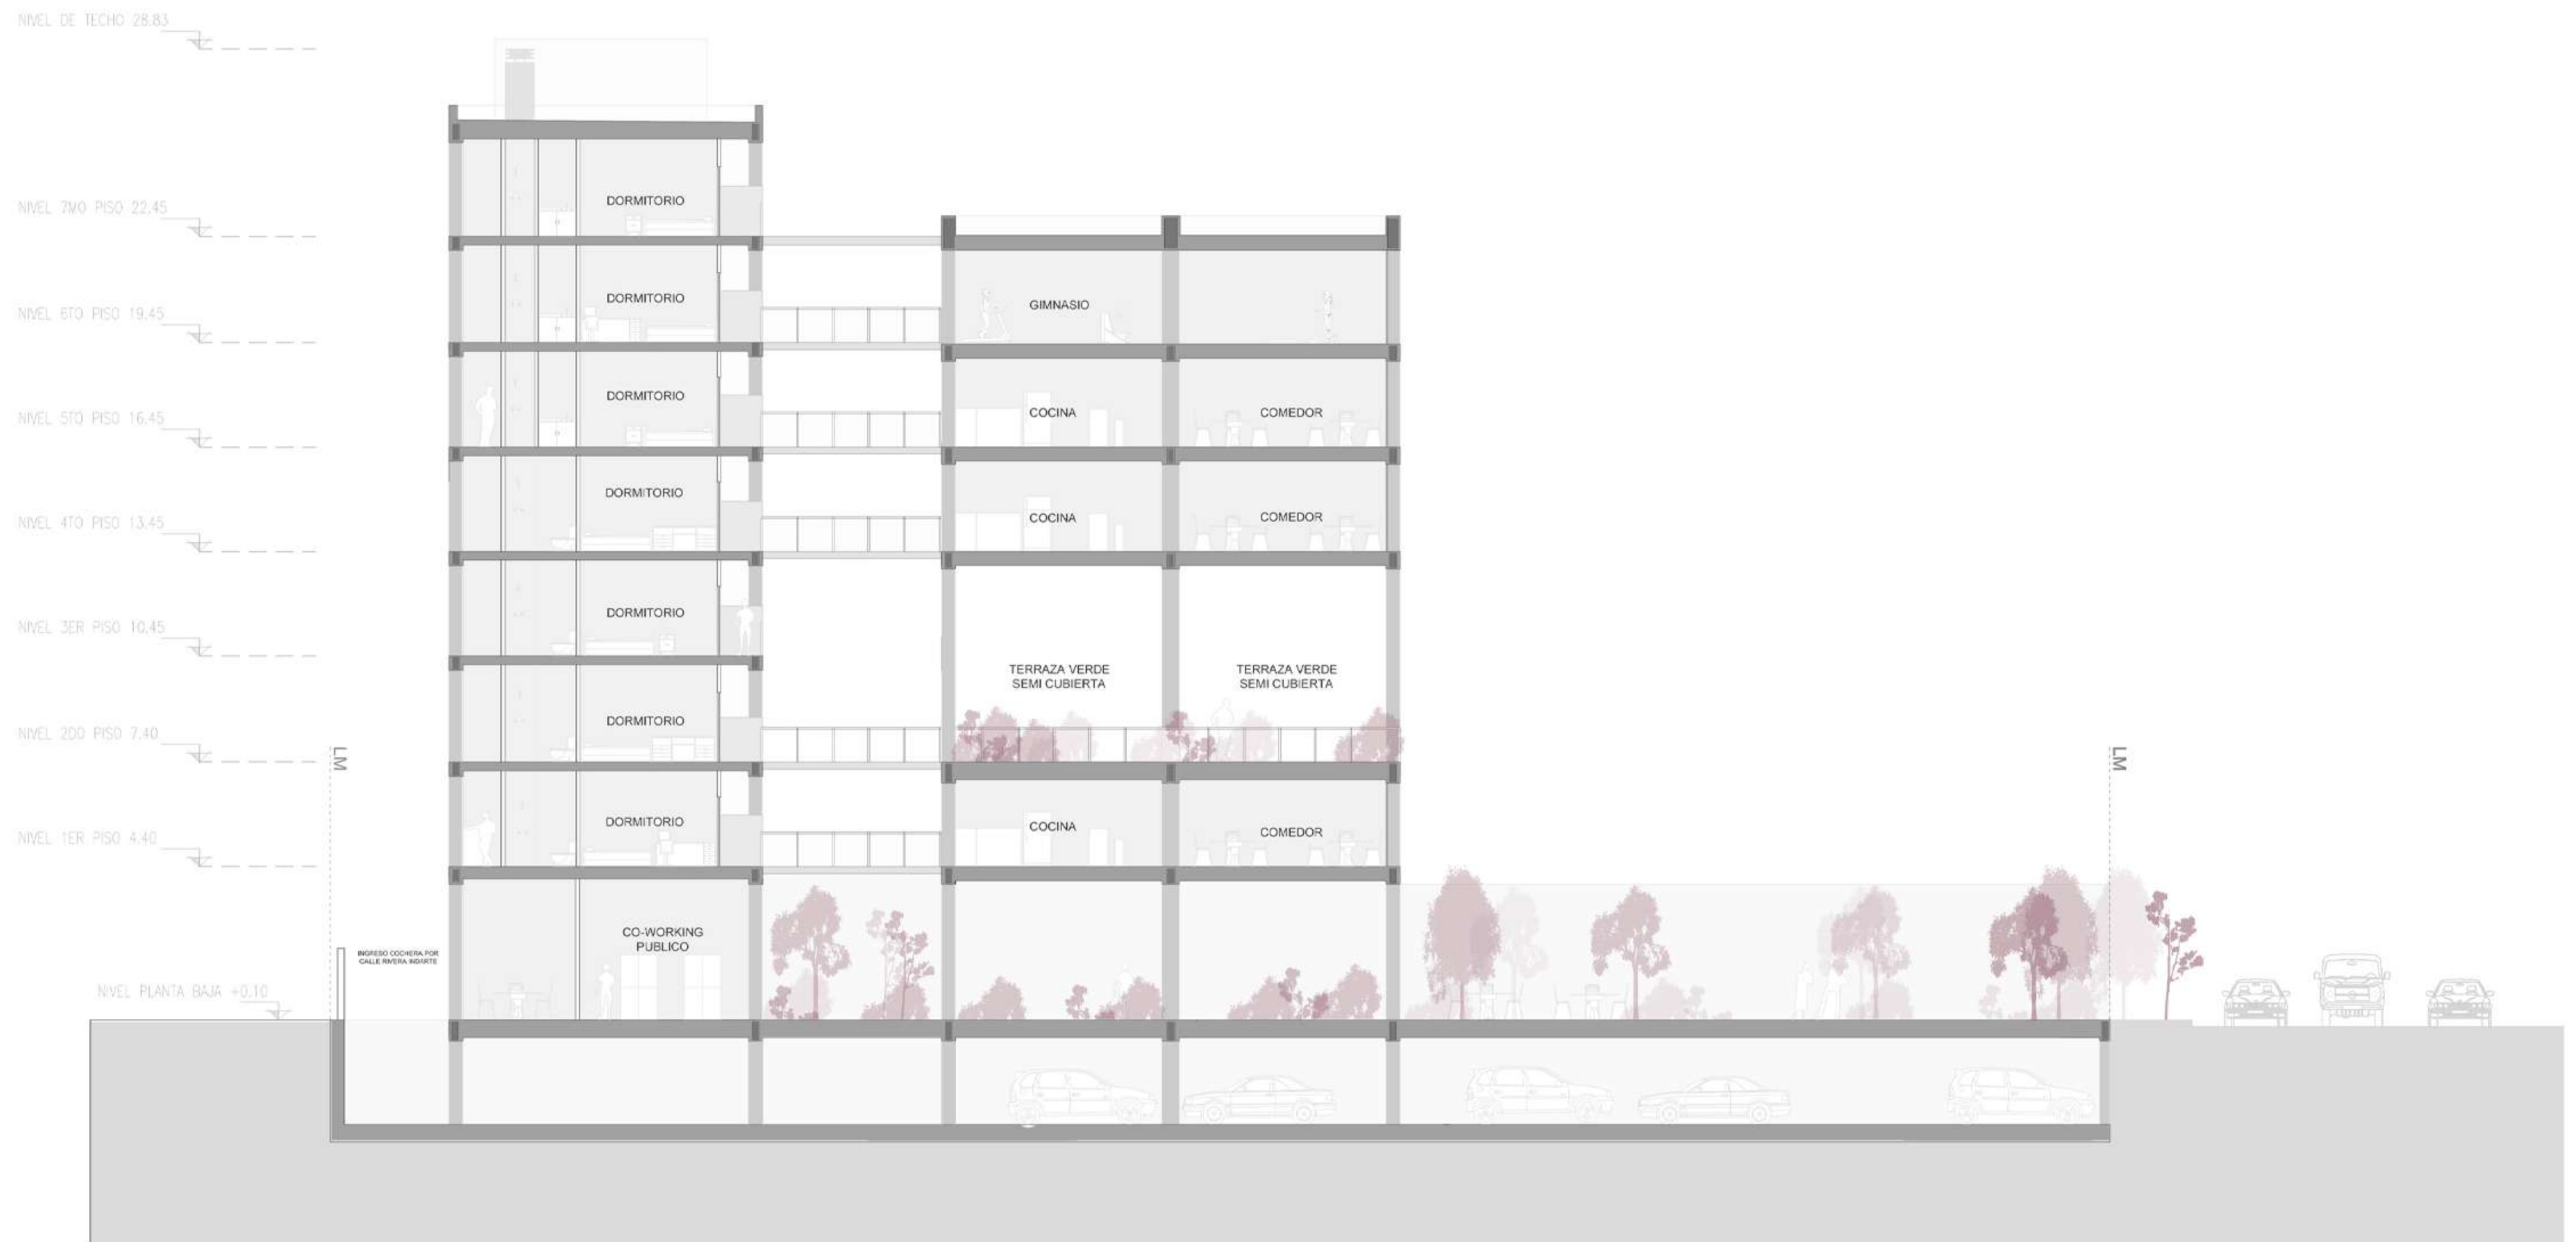 NIVEL DE TECHO 28.83
DORMITORIO
NIVEL 7MO PISO 22.45
DORMITORIO
GIMNASIO
NIVEL 6TO PISO 19.45
DORMITORIO
COCINA
COMEDOR
NIVEL 5TO PISO 16.45
DORMITORIO
COCINA
COMEDOR
NIVEL 4TO PISO 13.45
DORMITORIO
NIVEL 3ER PISO 10.45
TERRAZA VERDE
SEMI CUBIERTA
TERRAZA VERDE
SEMI CUBIERTA
DORMITORIO
NIVEL 2DO PISO 7.40
LM
LM
DORMITORIO
COCINA
COMEDOR
NIVEL 1ER PISO 4.40
CO-WORKING
PUBLICO
INGRESO COCHERA POR
CALLE RIVERA INDARTE
NIVEL PLANTA BAJA +0.10